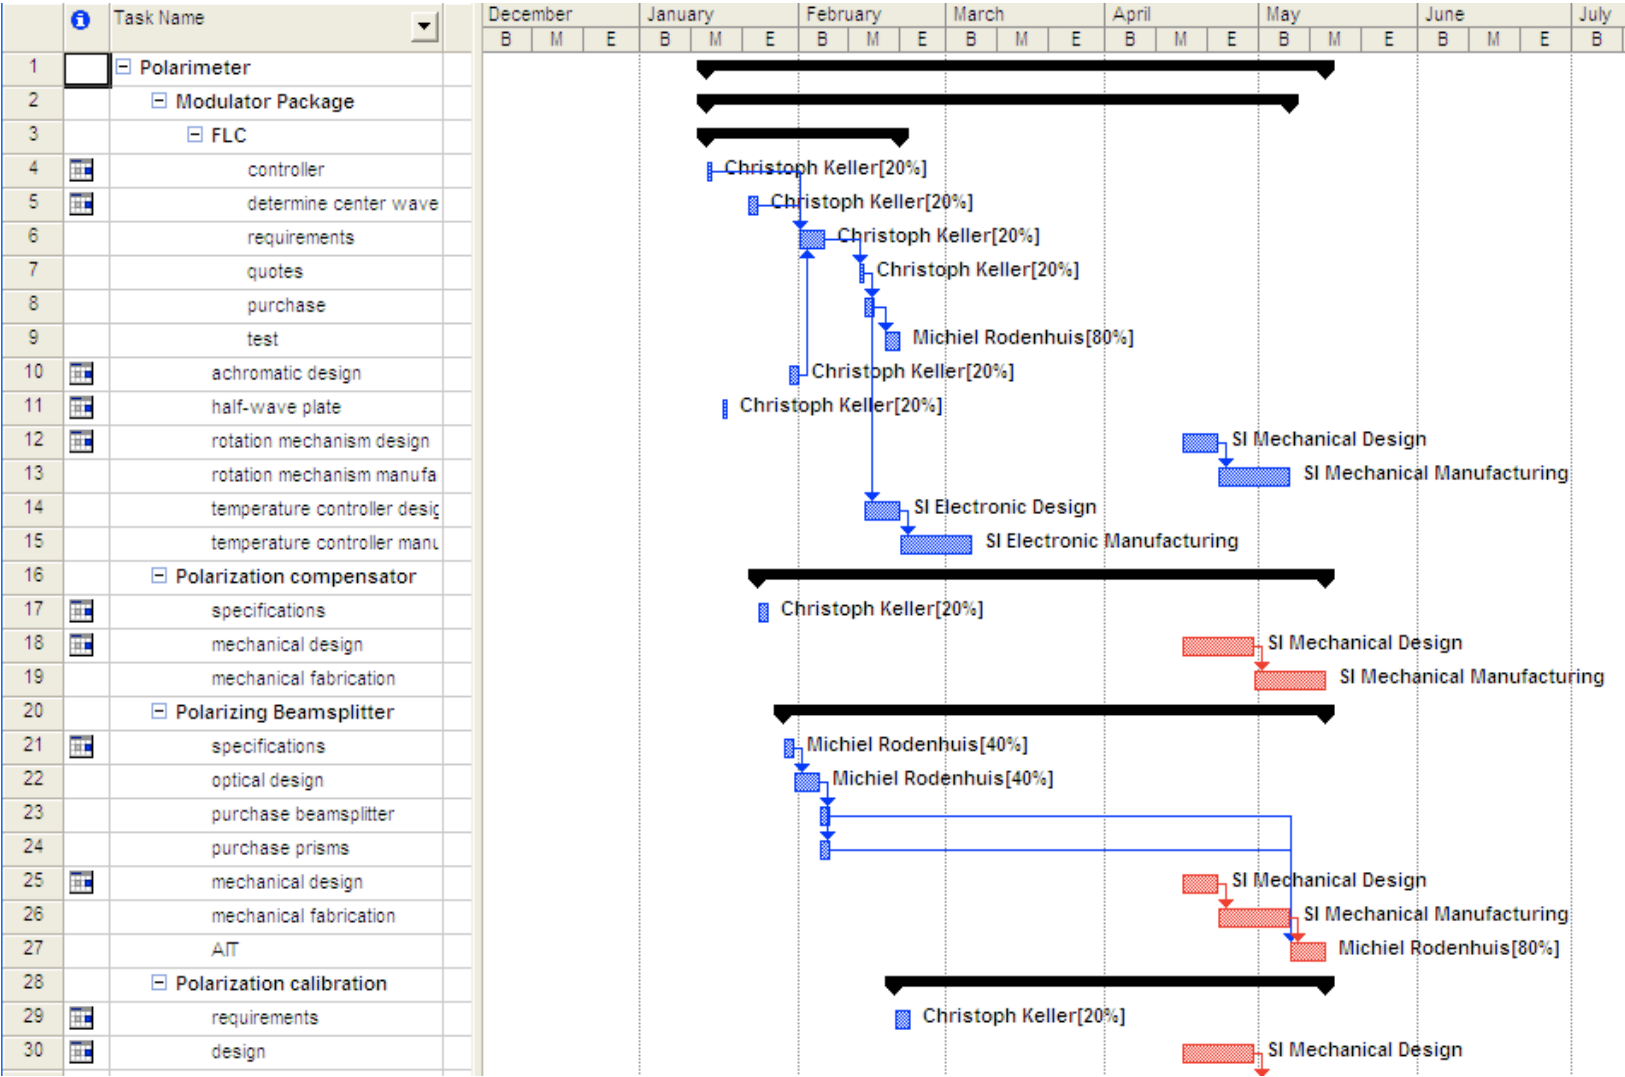 Task Name December January February March April May June July
B M E B M E B M E B M E B M E B M E B M E B
1 Polarimeter
2 Modulator Package
3 FLC
4 controller Christoph Keller[20%]
5 determine center wave Christoph Keller[20%]
6 requirements Christoph Keller[20%]
7 quotes Christoph Keller[20%]
8 purchase
9 test Michiel Rodenhuis[80%]
10 achromatic design Christoph Keller[20%]
11 half-wave plate Christoph Keller[20%]
12 rotation mechanism design SI Mechanical Design
13 rotation mechanism manufa SI Mechanical Manufacturing
14 temperature controller desig SI Electronic Design
15 temperature controller manu SI Electronic Manufacturing
16 Polarization compensator
17 specifications Christoph Keller[20%]
18 mechanical design SI Mechanical Design
19 mechanical fabrication SI Mechanical Manufacturing
20 Polarizing Beamsplitter
21 specifications Michiel Rodenhuis[40%]
22 optical design Michiel Rodenhuis[40%]
23 purchase beamsplitter
24 purchase prisms
25 mechanical design SI Mechanical Design
26 mechanical fabrication SI Mechanical Manufacturing
27 AIT Michiel Rodenhuis[80%]
28 Polarization calibration
29 requirements Christoph Keller[20%]
30 design SI Mechanical Design